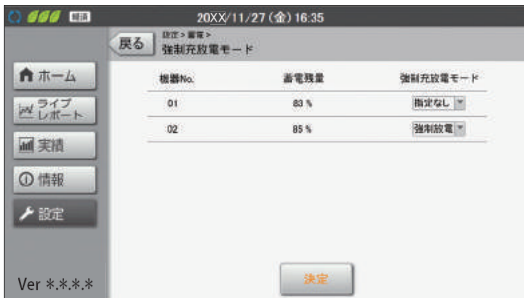 経済
20XX/11/27 (金) 16:35
戻る
設定>蓄電>
強制充放電モード
ホーム
ライブ
レポート
実績
情報
設定
Ver *.*.*.*
機器No.
蓄電残量
強制充放電モード
01
83 %
指定なし
02
85 %
強制放電
決定